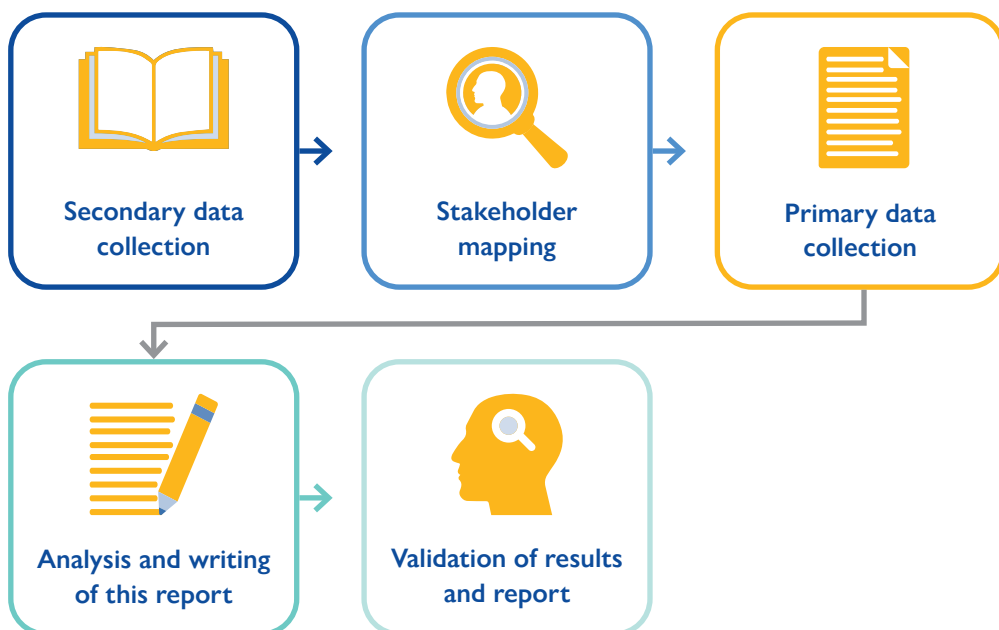 Secondary data
collection
Stakeholder
mapping
Primary data
collection
Analysis and writing
of this report
Validation of results
and report